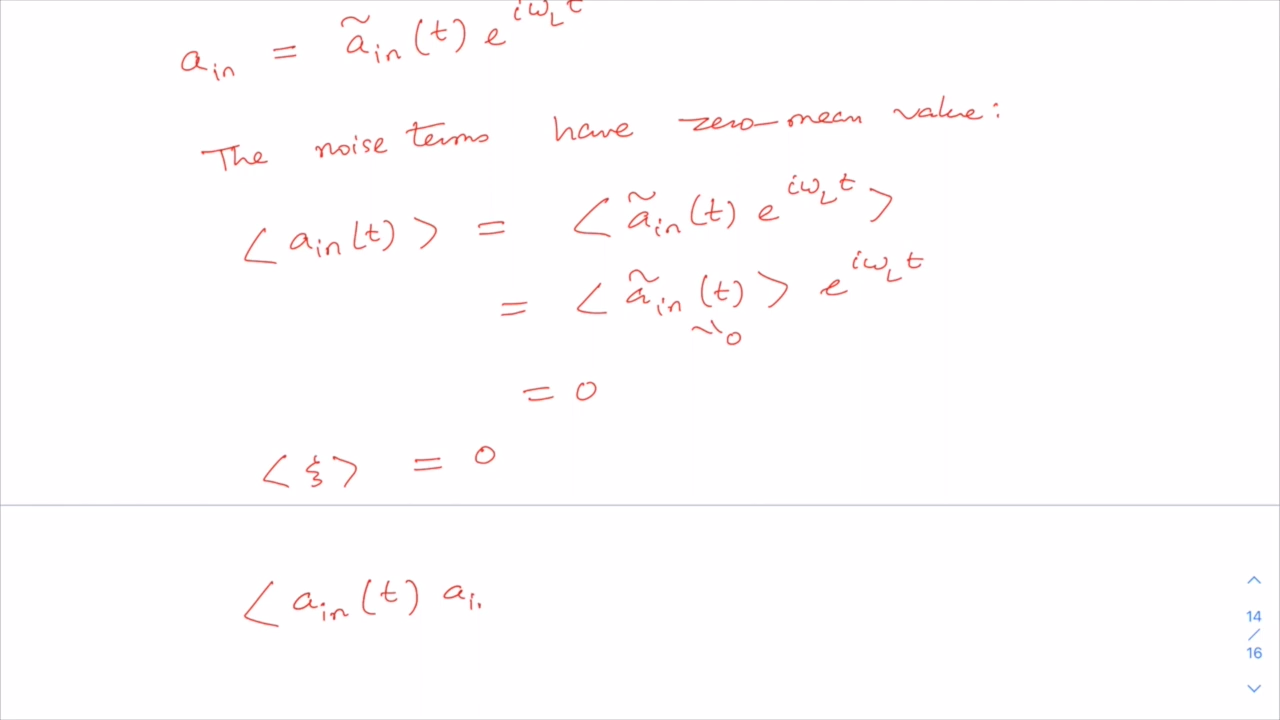 a_in = ã_in(t) e^{iω_L t}
The noise terms have zero-mean value:
⟨a_in(t)⟩ = ⟨ã_in(t) e^{iω_L t}⟩
= ⟨ã_in(t)⟩ e^{iω_L t}
0
= 0
⟨ξ⟩ = 0
⟨a_in(t) a_i
14
/
16